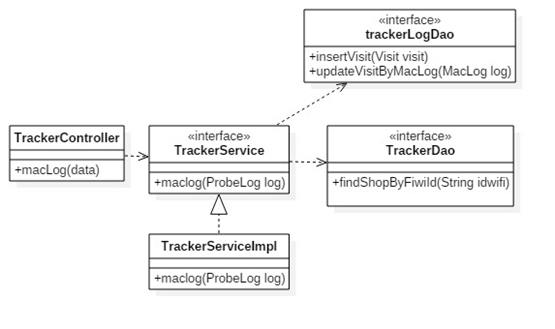 «interface»
trackerLogDao
+insertVisit(Visit visit)
+updateVisitByMacLog(MacLog log)
TrackerController
+macLog(data)
«interface»
TrackerService
+maclog(ProbeLog log)
«interface»
TrackerDao
+findShopByFiwiId(String idwifi)
TrackerServiceImpl
+maclog(ProbeLog log)